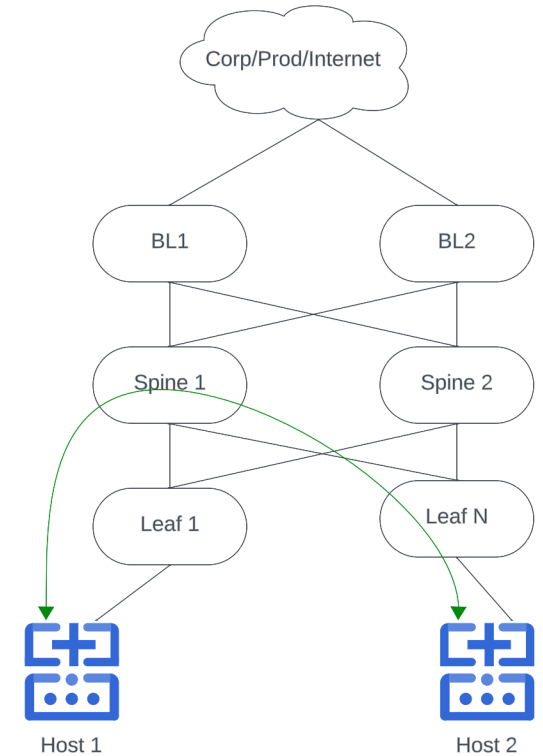 Corp/Prod/Internet
BL1
BL2
Spine 1
Spine 2
Leaf 1
Leaf N
Host 1
Host 2